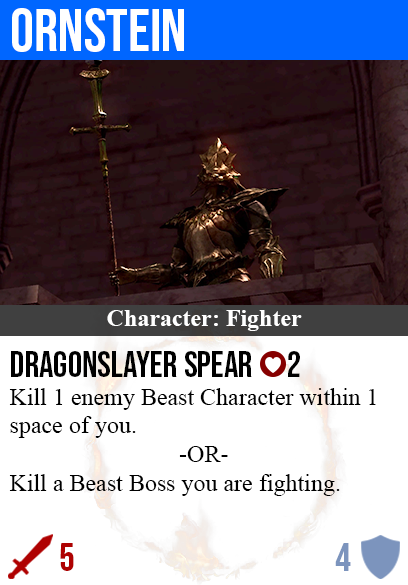 ORNSTEIN
Character: Fighter
DRAGONSLAYER SPEAR 2
Kill 1 enemy Beast Character within 1
space of you.
-OR-
Kill a Beast Boss you are fighting.
5 4